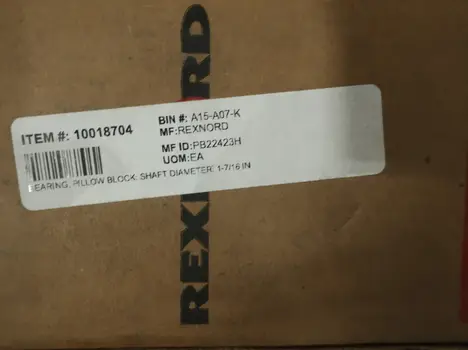 REXNORD
ITEM #: 10018704
BIN #: A15-A07-K
MF:REXNORD
MF ID:PB22423H
UOM:EA
BEARING, PILLOW BLOCK: SHAFT DIAMETER: 1-7/16 IN